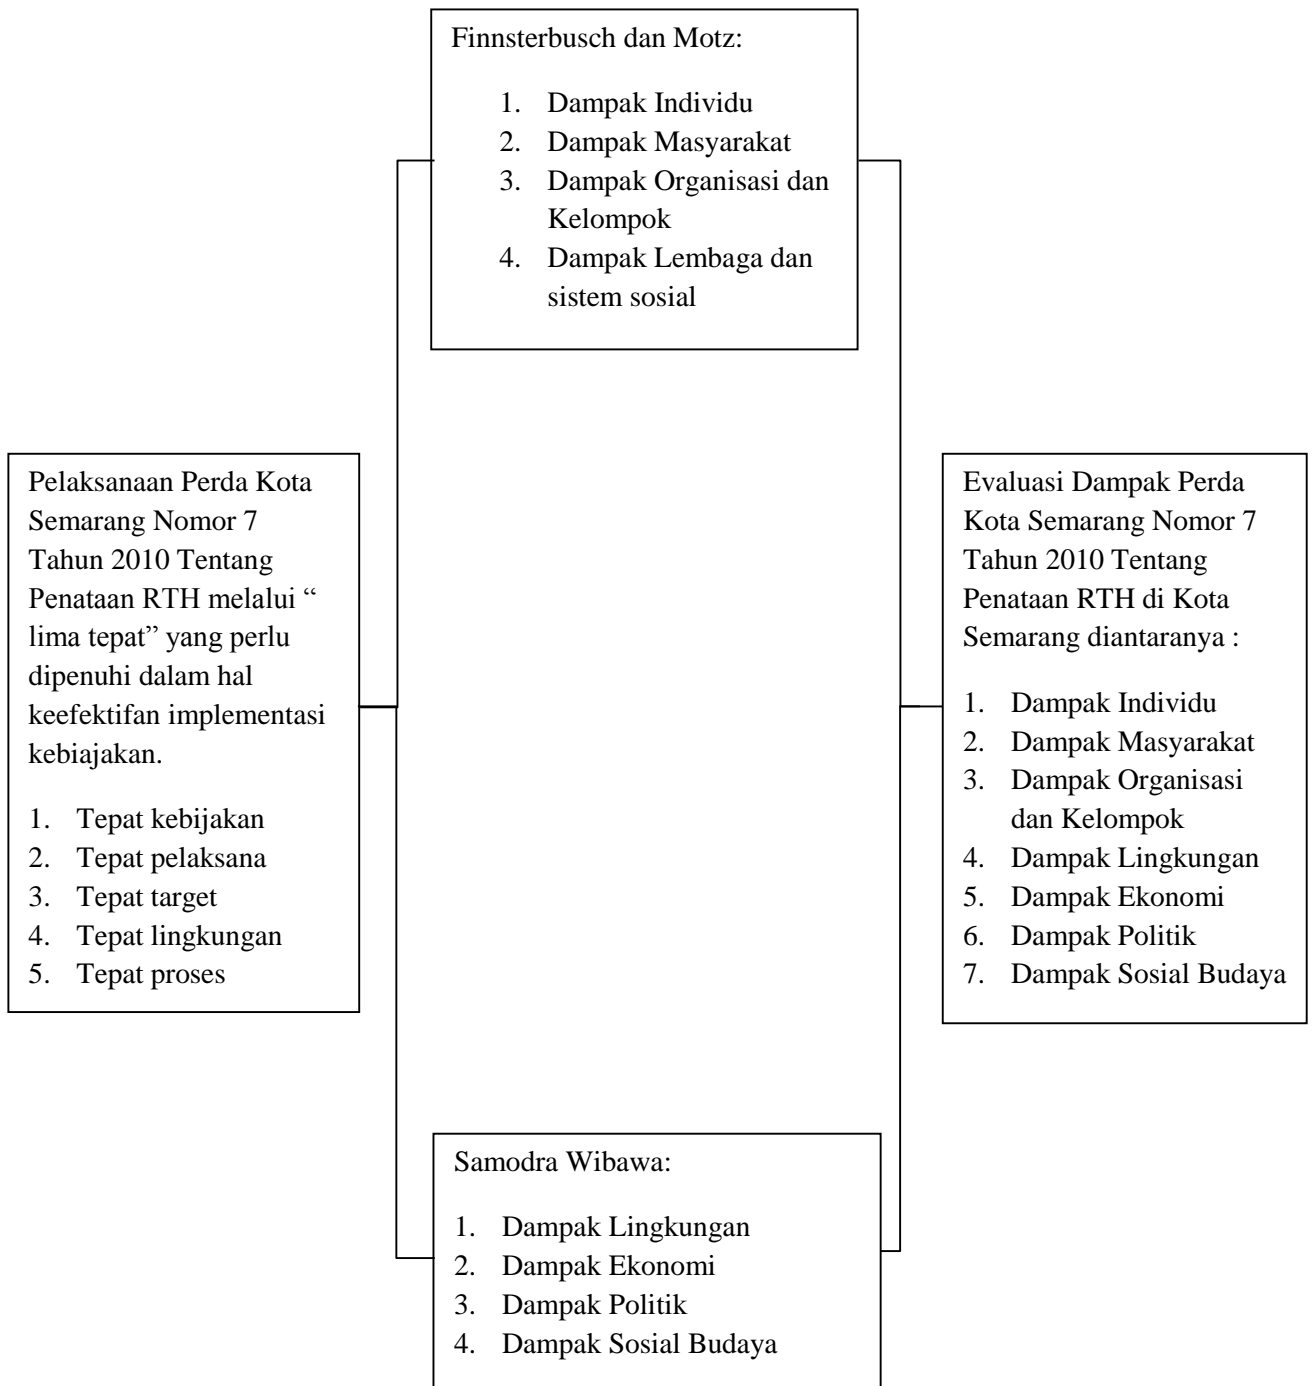 Finnsterbusch dan Motz:
1. Dampak Individu
2. Dampak Masyarakat
3. Dampak Organisasi dan
Kelompok
4. Dampak Lembaga dan
sistem sosial
Pelaksanaan Perda Kota
Semarang Nomor 7
Tahun 2010 Tentang
Penataan RTH melalui “
lima tepat” yang perlu
dipenuhi dalam hal
keefektifan implementasi
kebiajakan.
1. Tepat kebijakan
2. Tepat pelaksana
3. Tepat target
4. Tepat lingkungan
5. Tepat proses
Evaluasi Dampak Perda
Kota Semarang Nomor 7
Tahun 2010 Tentang
Penataan RTH di Kota
Semarang diantaranya :
1. Dampak Individu
2. Dampak Masyarakat
3. Dampak Organisasi
dan Kelompok
4. Dampak Lingkungan
5. Dampak Ekonomi
6. Dampak Politik
7. Dampak Sosial Budaya
Samodra Wibawa:
1. Dampak Lingkungan
2. Dampak Ekonomi
3. Dampak Politik
4. Dampak Sosial Budaya